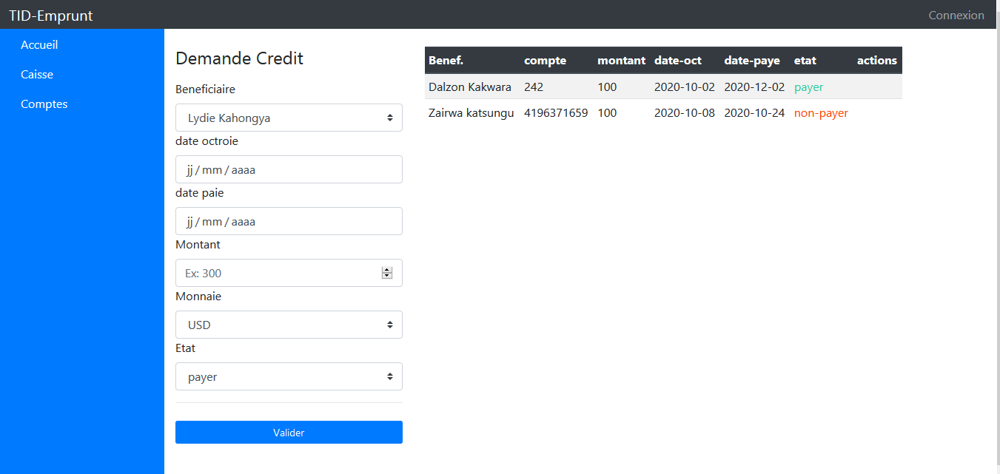 TID-Emprunt
Connexion
Accueil
Caisse
Comptes
Demande Credit
Beneficiaire
Lydie Kahongya
date octroie
jj / mm / aaaa
date paie
jj / mm / aaaa
Montant
Ex: 300
Monnaie
USD
Etat
payer
Valider
Benef. compte montant date-oct date-paye etat actions
Dalzon Kakwara 242 100 2020-10-02 2020-12-02 payer
Zairwa katsungu 4196371659 100 2020-10-08 2020-10-24 non-payer